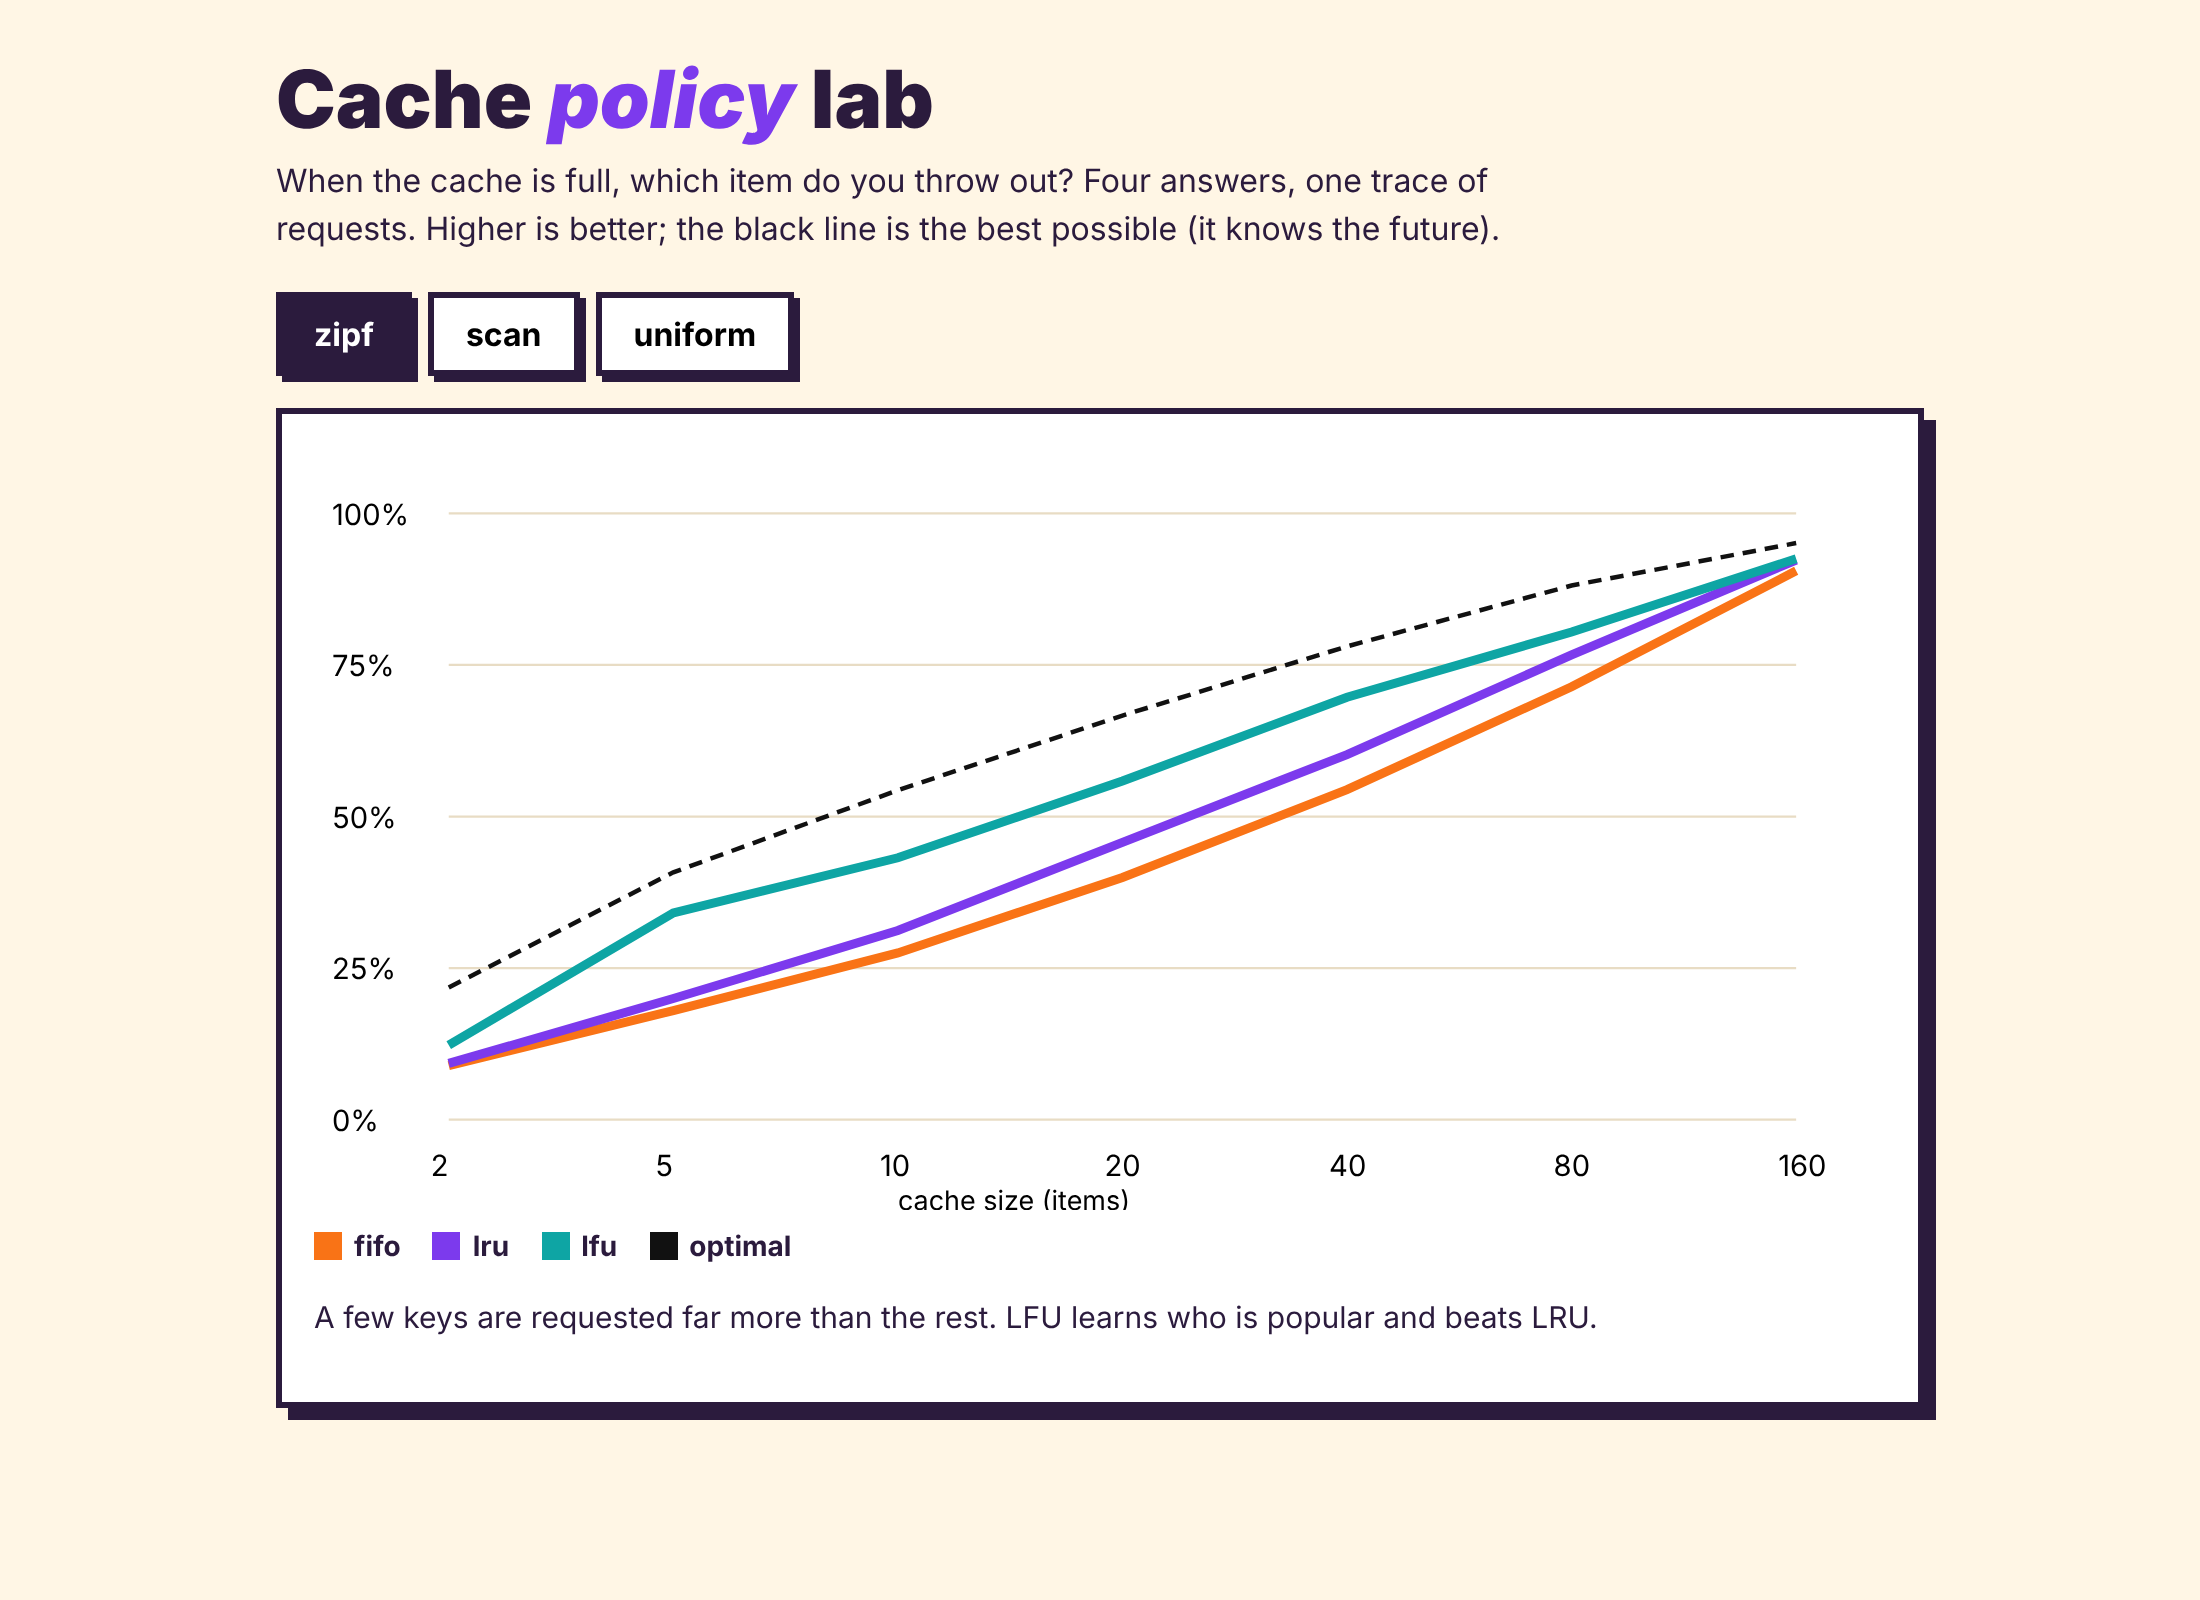 Cache policy lab
When the cache is full, which item do you throw out? Four answers, one trace of
requests. Higher is better; the black line is the best possible (it knows the future).
zipf scan uniform
100%
75%
50%
25%
0%
2 5 10 20 40 80 160
cache size (items)
fifo lru lfu optimal
A few keys are requested far more than the rest. LFU learns who is popular and beats LRU.